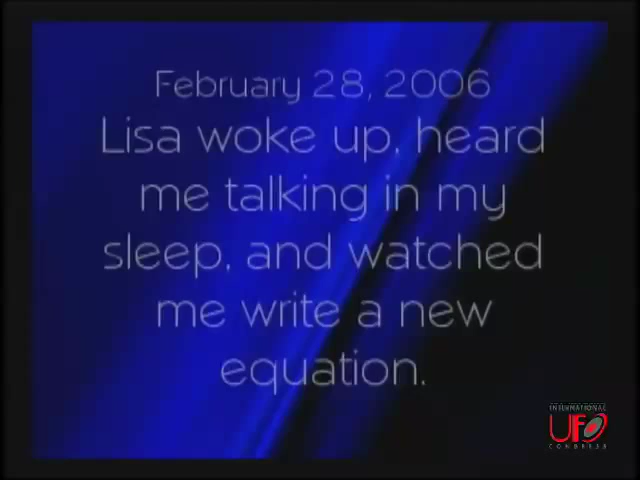 February 28, 2006
Lisa woke up, heard
me talking in my
sleep, and watched
me write a new
equation.
INTERNATIONAL
UFO
CONGRESS